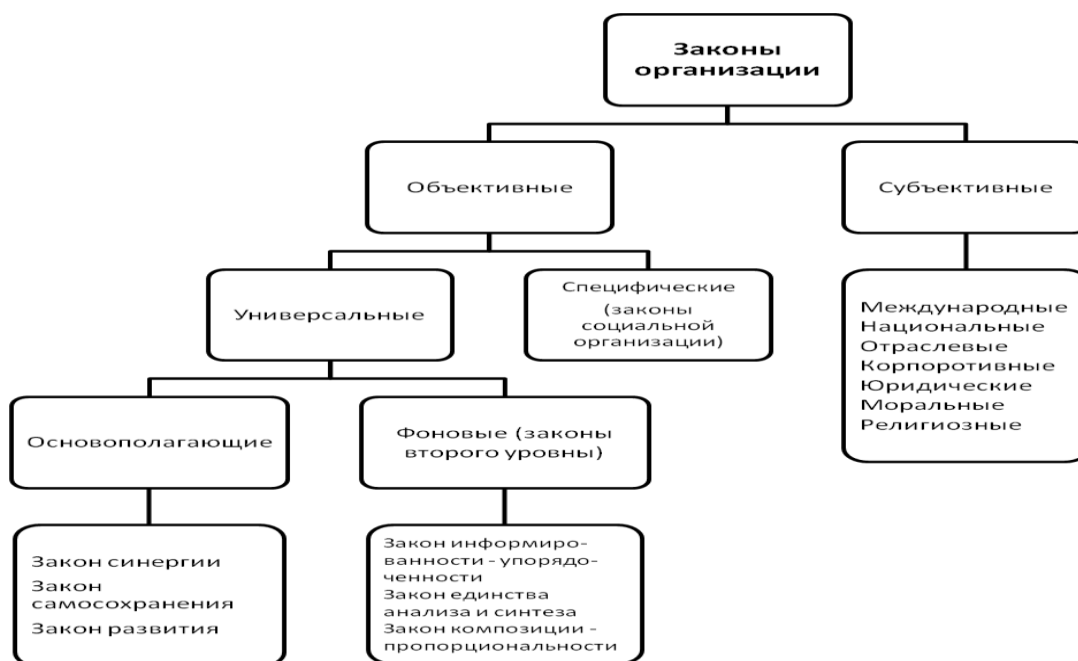 Законы
организации
Объективные
Субъективные
Универсальные
Специфические
(законы
социальной
организации)
Международные
Национальные
Отраслевые
Корпоротивные
Юридические
Моральные
Религиозные
Основополагающие
Фоновые (законы
второго уровны)
Закон синергии
Закон
самосохранения
Закон развития
Закон информиро-
ванности - упорядо-
ченности
Закон единства
анализа и синтеза
Закон композиции -
пропорциональности